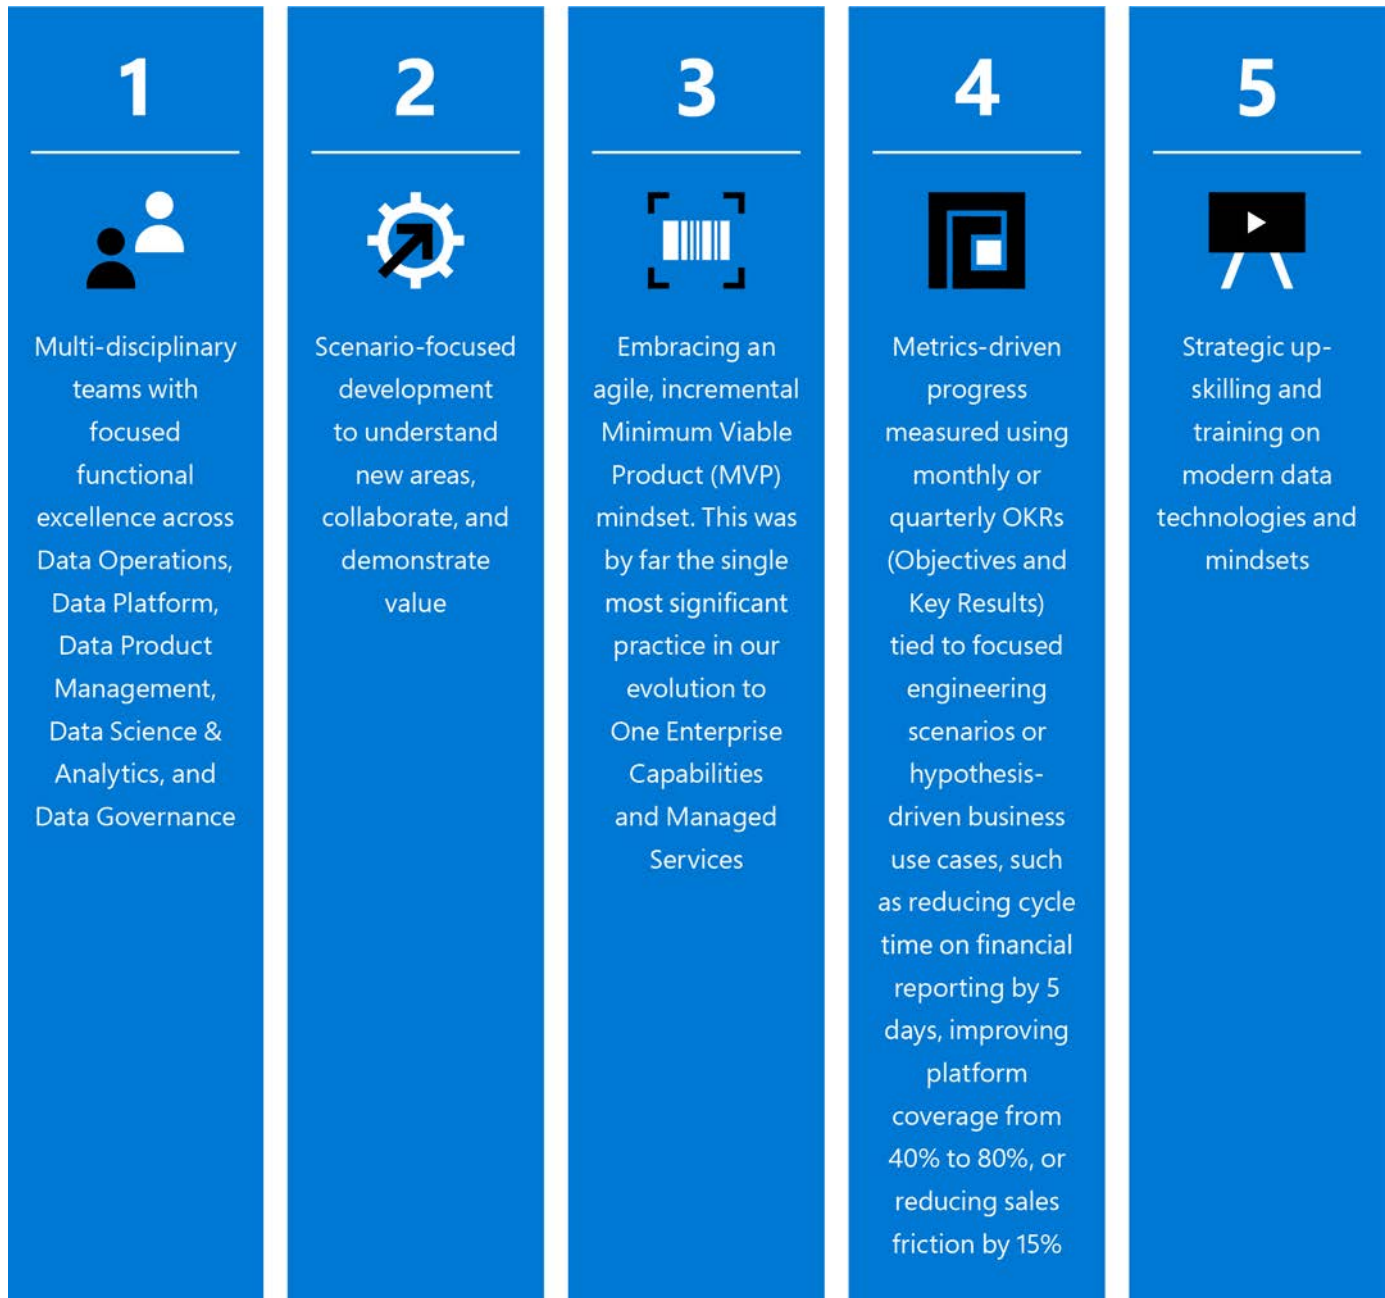 1
Multi-disciplinary
teams with
focused
functional
excellence across
Data Operations,
Data Platform,
Data Product
Management,
Data Science &
Analytics, and
Data Governance
2
Scenario-focused
development
to understand
new areas,
collaborate, and
demonstrate
value
3
Embracing an
agile, incremental
Minimum Viable
Product (MVP)
mindset. This was
by far the single
most significant
practice in our
evolution to
One Enterprise
Capabilities
and Managed
Services
4
Metrics-driven
progress
measured using
monthly or
quarterly OKRs
(Objectives and
Key Results)
tied to focused
engineering
scenarios or
hypothesis-
driven business
use cases, such
as reducing cycle
time on financial
reporting by 5
days, improving
platform
coverage from
40% to 80%, or
reducing sales
friction by 15%
5
Strategic up-
skilling and
training on
modern data
technologies and
mindsets